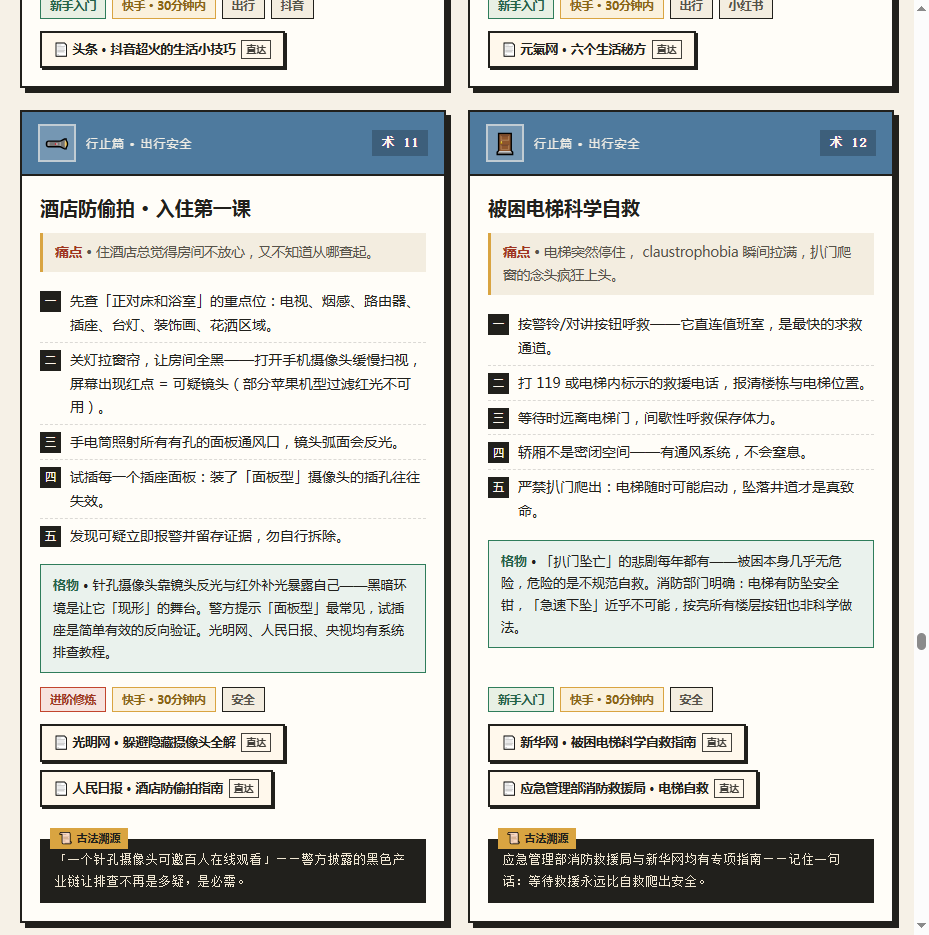 新手入门 快手·30分钟内 出行 抖音
头条·抖音超火的生活小技巧 直达
新手入门 快手·30分钟内 出行 小红书
元氣网·六个生活秘方 直达
行止篇·出行安全 术 11
酒店防偷拍·入住第一课
痛点·住酒店总觉得房间不放心，又不知道从哪查起。
一 先查「正对床和浴室」的重点位：电视、烟感、路由器、
插座、台灯、装饰画、花洒区域。
二 关灯拉窗帘，让房间全黑——打开手机摄像头缓慢扫视，
屏幕出现红点 = 可疑镜头（部分苹果机型过滤红光不可
用）。
三 手电筒照射所有有孔的面板通风口，镜头弧面会反光。
四 试插每一个插座面板：装了「面板型」摄像头的插孔往往
失效。
五 发现可疑立即报警并留存证据，勿自行拆除。
格物·针孔摄像头靠镜头反光与红外补光暴露自己——黑暗环
境是让它「现形」的舞台。警方提示「面板型」最常见，试插
座是简单有效的反向验证。光明网、人民日报、央视均有系统
排查教程。
进阶修炼 快手·30分钟内 安全
光明网·躲避隐藏摄像头全解 直达
人民日报·酒店防偷拍指南 直达
古法溯源
「一个针孔摄像头可邀百人在线观看」——警方披露的黑色产
业链让排查不再是多疑，是必需。
行止篇·出行安全 术 12
被困电梯科学自救
痛点·电梯突然停住， claustrophobia 瞬间拉满，扒门爬
窗的念头疯狂上头。
一 按警铃/对讲按钮呼救——它直连值班室，是最快的求救
通道。
二 打 119 或电梯内标示的救援电话，报清楼栋与电梯位置。
三 等待时远离电梯门，间歇性呼救保存体力。
四 轿厢不是密闭空间——有通风系统，不会窒息。
五 严禁扒门爬出：电梯随时可能启动，坠落井道才是真致
命。
格物·「扒门坠亡」的悲剧每年都有——被困本身几乎无危
险，危险的是不规范自救。消防部门明确：电梯有防坠安全
钳，「急速下坠」近乎不可能，按亮所有楼层按钮也非科学做
法。
新手入门 快手·30分钟内 安全
新华网·被困电梯科学自救指南 直达
应急管理部消防救援局·电梯自救 直达
古法溯源
应急管理部消防救援局与新华网均有专项指南——记住一句
话：等待救援永远比自救爬出安全。